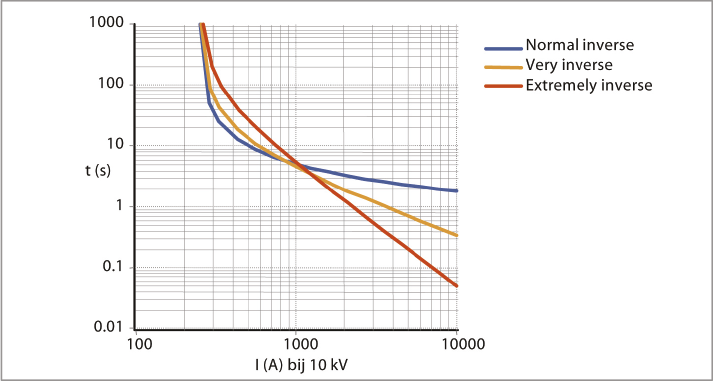 1000
100
10
t (s)
1
0.1
0.01
100
1000
10000
I (A) bij 10 kV
Normal inverse
Very inverse
Extremely inverse